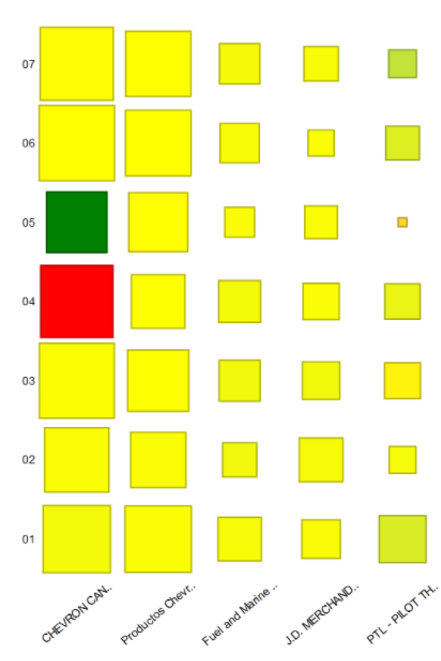 07
06
05
04
03
02
01
CHEVRON CAN..
Productos Chevr..
Fuel and Marine ..
J.D. MERCHAND..
PTL - PILOT TH..